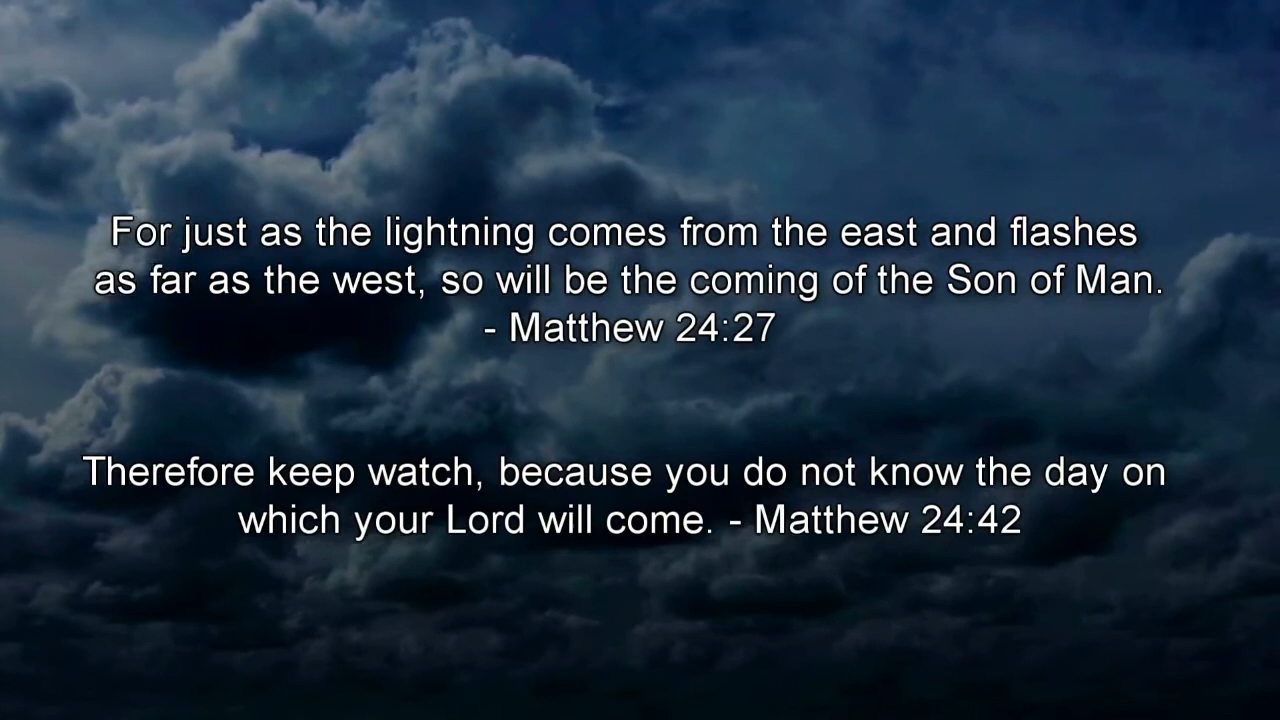 For just as the lightning comes from the east and flashes
as far as the west, so will be the coming of the Son of Man.
- Matthew 24:27
Therefore keep watch, because you do not know the day on
which your Lord will come. - Matthew 24:42